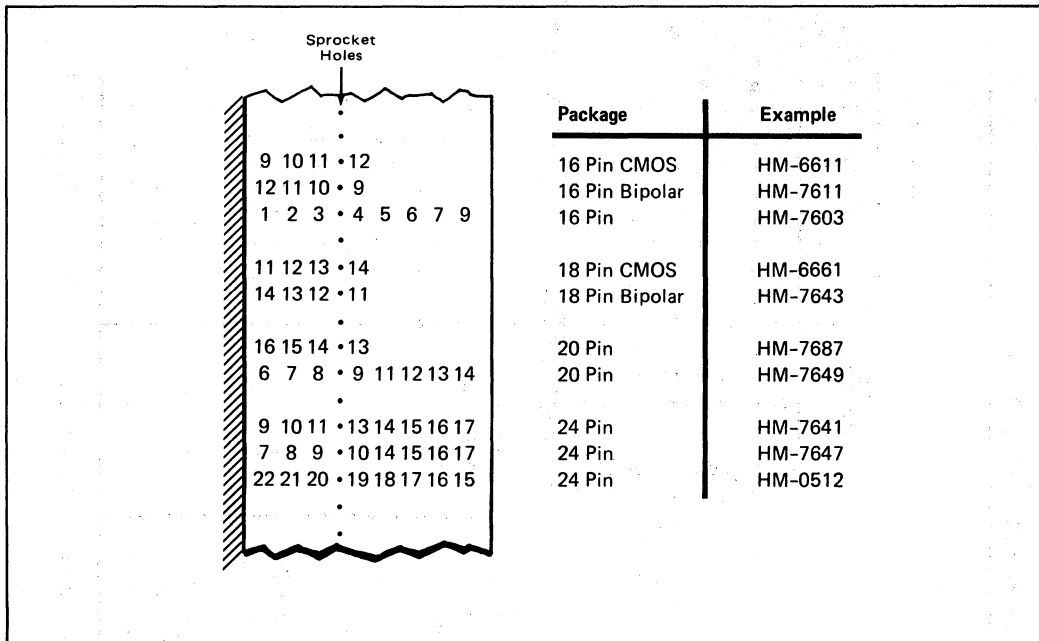 Sprocket
Holes
Package Example
9 10 11 • 12 16 Pin CMOS HM-6611
12 11 10 • 9 16 Pin Bipolar HM-7611
1 2 3 • 4 5 6 7 9 16 Pin HM-7603
11 12 13 • 14 18 Pin CMOS HM-6661
14 13 12 • 11 18 Pin Bipolar HM-7643
16 15 14 • 13 20 Pin HM-7687
6 7 8 • 9 11 12 13 14 20 Pin HM-7649
9 10 11 • 13 14 15 16 17 24 Pin HM-7641
7 8 9 • 10 14 15 16 17 24 Pin HM-7647
22 21 20 • 19 18 17 16 15 24 Pin HM-0512